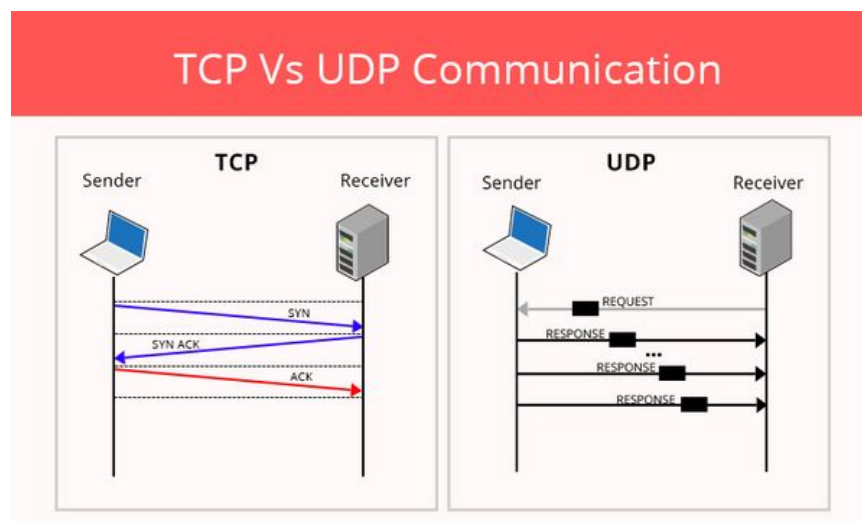 TCP Vs UDP Communication
TCP
Sender
Receiver
SYN
SYN ACK
ACK
UDP
Sender
Receiver
REQUEST
RESPONSE
...
RESPONSE
RESPONSE